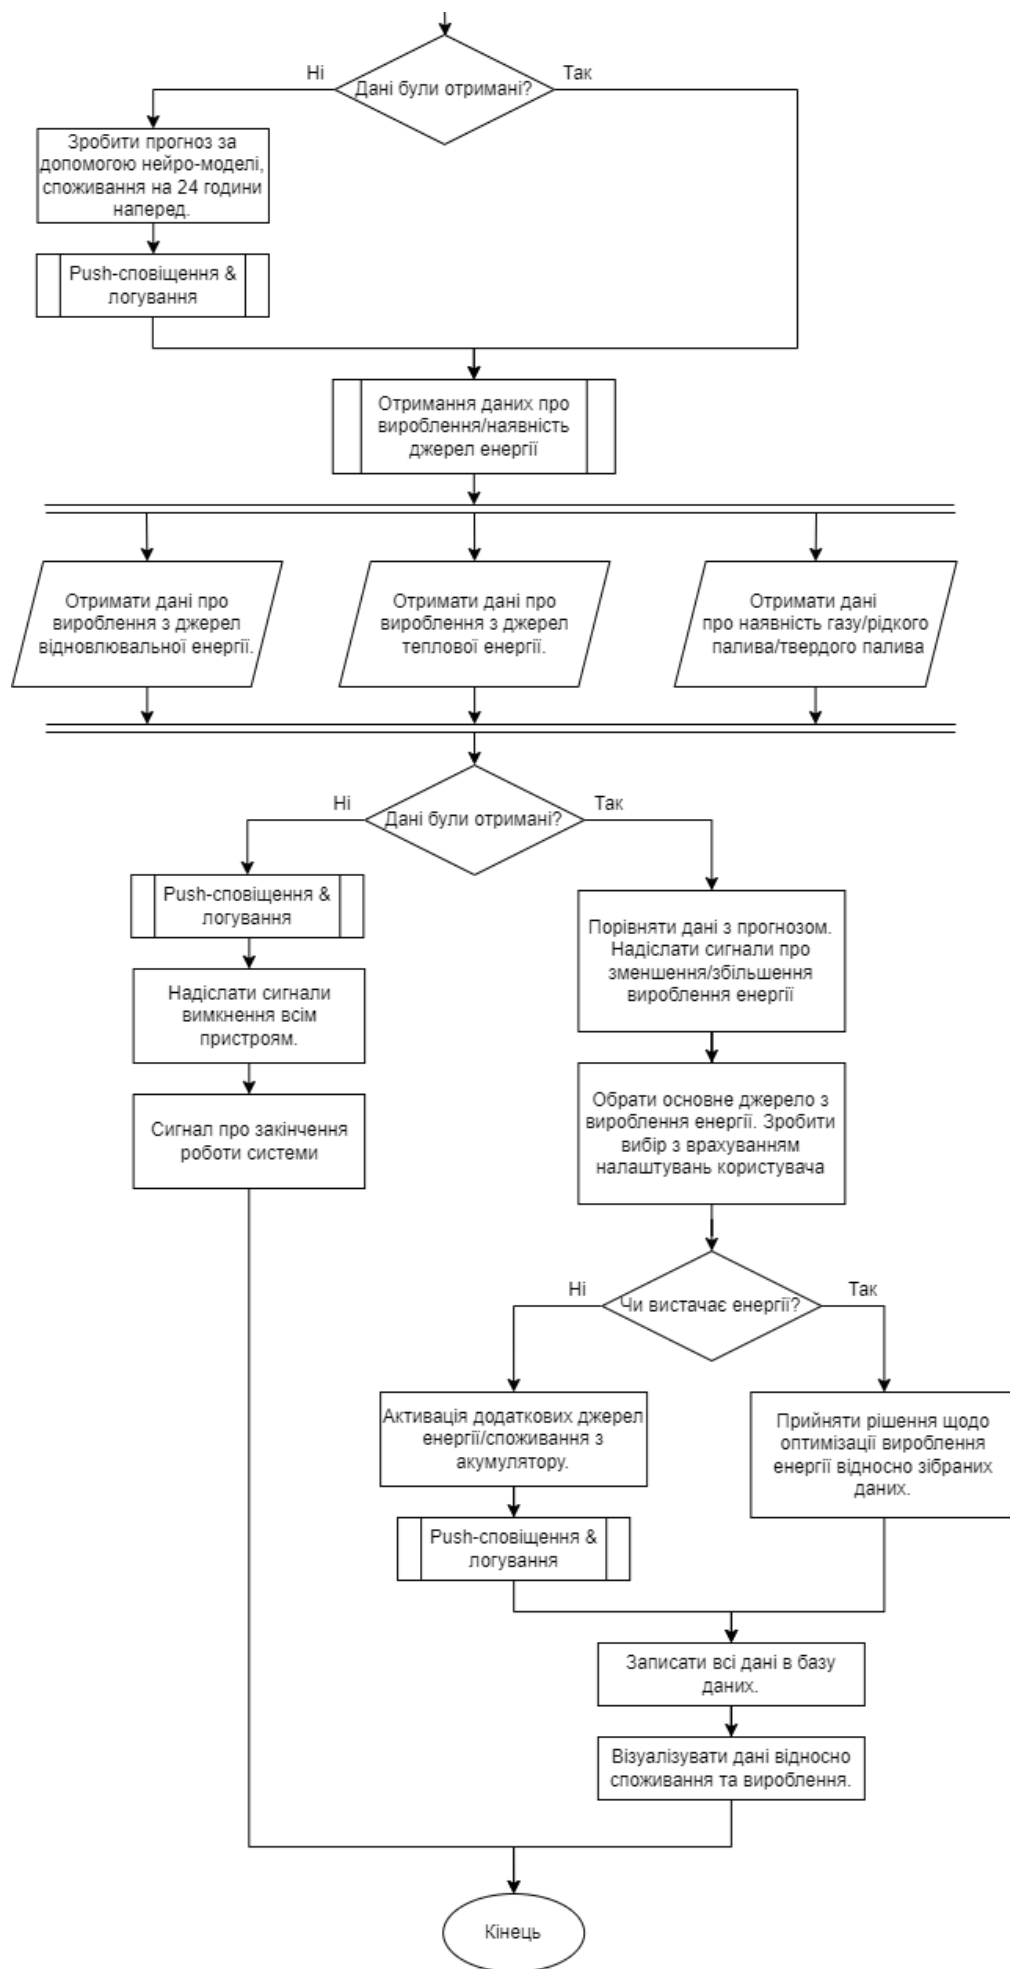 Ні
Так
Дані були отримані?
Зробити прогноз за
допомогою нейро-моделі,
споживання на 24 години
наперед.
Push-сповіщення &
логування
Отримання даних про
вироблення/наявність
джерел енергії
Отримати дані про
вироблення з джерел
відновлювальної енергії.
Отримати дані про
вироблення з джерел
теплової енергії.
Отримати дані
про наявність газу/рідкого
палива/твердого палива
Ні
Так
Дані були отримані?
Push-сповіщення &
логування
Надіслати сигнали
вимкнення всім
пристроям.
Сигнал про закінчення
роботи системи
Порівняти дані з прогнозом.
Надіслати сигнали про
зменшення/збільшення
вироблення енергії
Обрати основне джерело з
вироблення енергії. Зробити
вибір з врахуванням
налаштувань користувача
Ні
Так
Чи вистачає енергії?
Активація додаткових джерел
енергії/споживання з
акумулятору.
Push-сповіщення &
логування
Прийняти рішення щодо
оптимізації вироблення
енергії відносно зібраних
даних.
Записати всі дані в базу
даних.
Візуалізувати дані відносно
споживання та вироблення.
Кінець